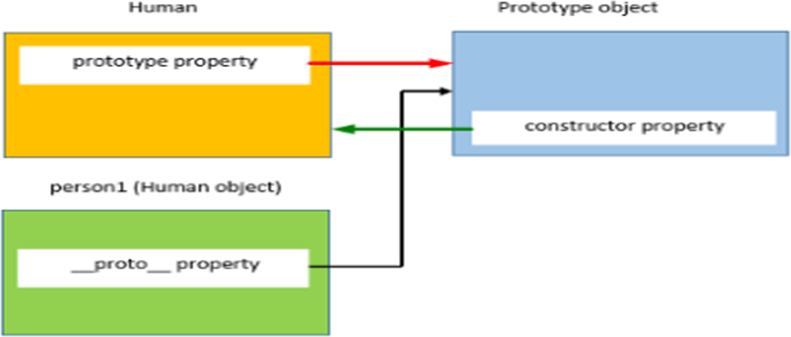 Human
Prototype object
prototype property
constructor property
person1 (Human object)
__proto__ property